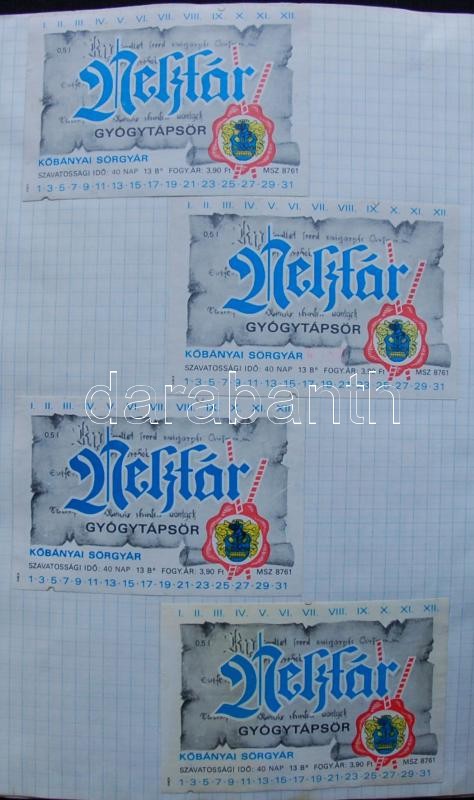 I. II. III. IV. V. VI. VII. VIII. IX. X. XI. XII.
0,5 l
Nektár
GYÓGYTÁPSÖR
KŐBÁNYAI SÖRGYÁR
SZAVATOSSÁGI IDŐ: 40 NAP 13 B° FOGY.ÁR: 3,90 Ft MSZ 8761
1·3·5·7·9·11·13·15·17·19·21·23·25·27·29·31
I. II. III. IV. V. VI. VII. VIII. IX. X. XI. XII.
0,5 l
Nektár
GYÓGYTÁPSÖR
KŐBÁNYAI SÖRGYÁR
SZAVATOSSÁGI IDŐ: 40 NAP 13 B° FOGY.ÁR: 3,90 Ft MSZ 8761
1·3·5·7·9·11·13·15·17·19·21·23·25·27·29·31
darabanth
I. II. III. IV. V. VI. VII. VIII. IX. X. XI. XII.
0,5 l
Nektár
GYÓGYTÁPSÖR
KŐBÁNYAI SÖRGYÁR
SZAVATOSSÁGI IDŐ: 40 NAP 13 B° FOGY.ÁR: 3,90 Ft MSZ 8761
1·3·5·7·9·11·13·15·17·19·21·23·25·27·29·31
I. II. III. IV. V. VI. VII. VIII. IX. X. XI. XII.
0,5 l
Nektár
GYÓGYTÁPSÖR
KŐBÁNYAI SÖRGYÁR
SZAVATOSSÁGI IDŐ: 40 NAP 13 B° FOGY.ÁR: 3,90 Ft MSZ 8761
1·3·5·7·9·11·13·15·17·19·21·23·25·27·29·31